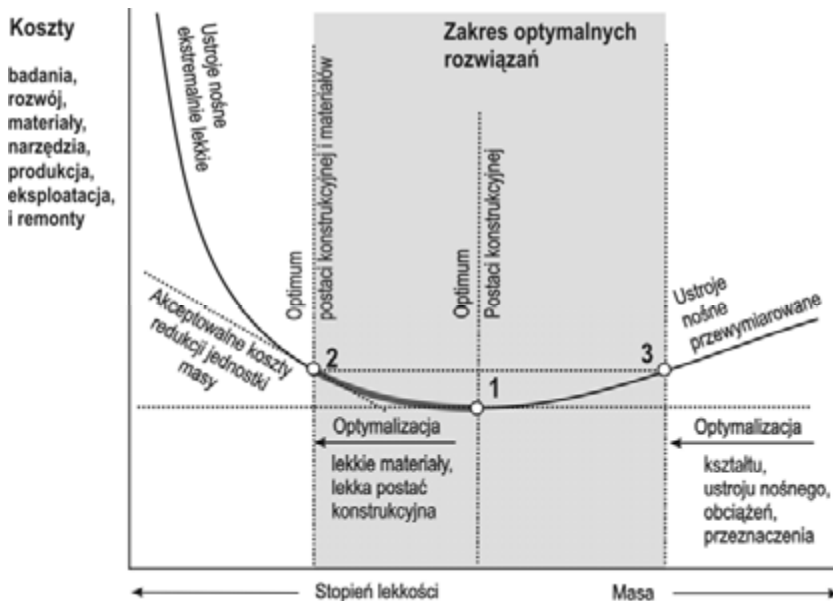 Koszty
badania,
rozwój,
materiały,
narzędzia,
produkcja,
eksploatacja,
i remonty
Ustroje nośne
ekstremalnie lekkie
Akceptowalne koszty
redukcji jednostki
masy
Optimum
postaci konstrukcyjnej i materiałów
Zakres optymalnych
rozwiązań
Optimum
Postaci konstrukcyjnej
2
1
3
Ustroje
nośne
przewymiarowane
Optymalizacja
lekkie materiały,
lekka postać
konstrukcyjna
Optymalizacja
kształtu,
ustroju nośnego,
obciążeń,
przeznaczenia
Stopień lekkości
Masa